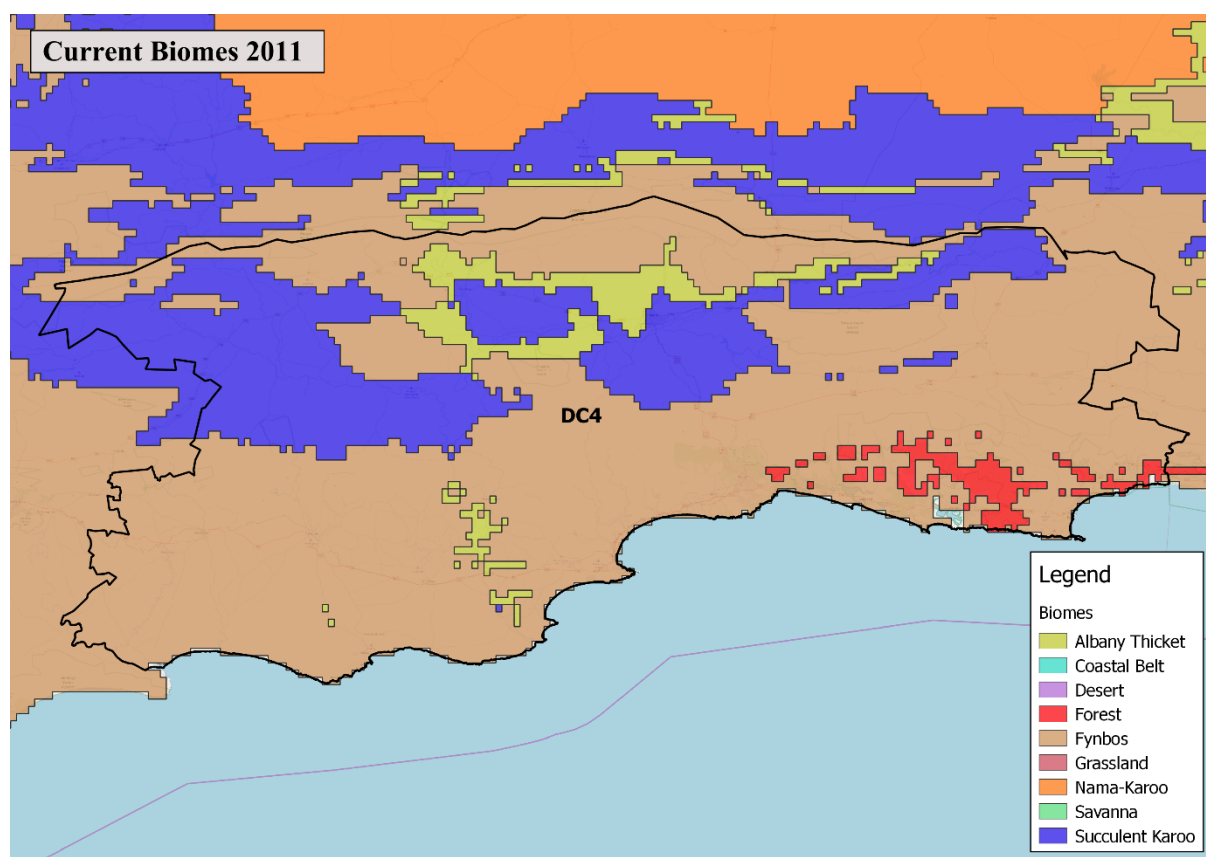 Current Biomes 2011
DC4
Legend
Biomes
Albany Thicket
Coastal Belt
Desert
Forest
Fynbos
Grassland
Nama-Karoo
Savanna
Succulent Karoo